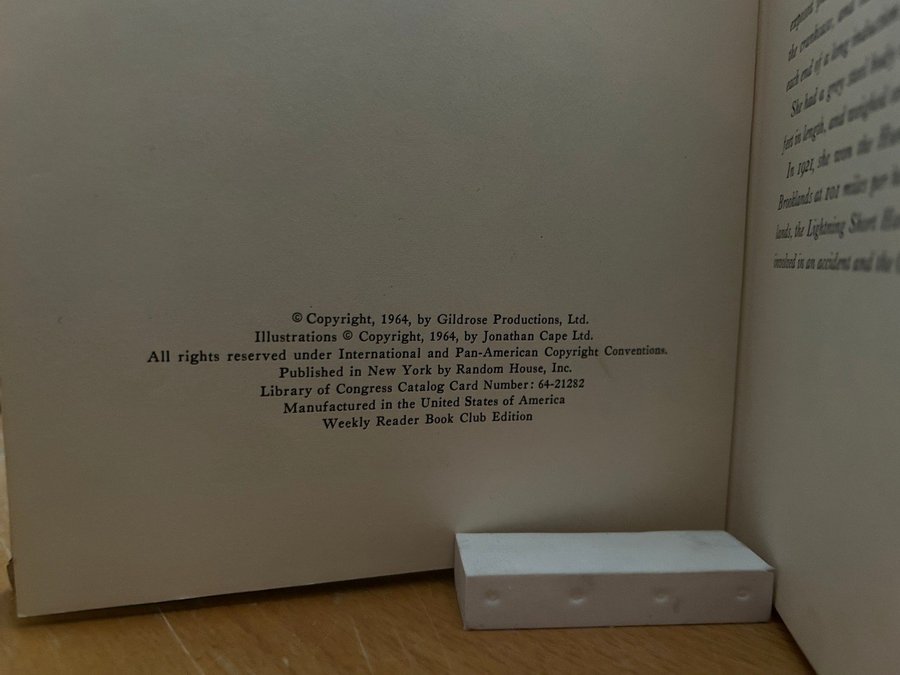 © Copyright, 1964, by Gildrose Productions, Ltd.
Illustrations © Copyright, 1964, by Jonathan Cape Ltd.
All rights reserved under International and Pan-American Copyright Conventions.
Published in New York by Random House, Inc.
Library of Congress Catalog Card Number: 64-21282
Manufactured in the United States of America
Weekly Reader Book Club Edition
exposed
the crankcase, and
each end of a long induction
She had a grey steel body
feet in length, and weighed
In 1921, she won the
Brooklands at 101 miles per
lands, the Lightning Short
involved in an accident and the